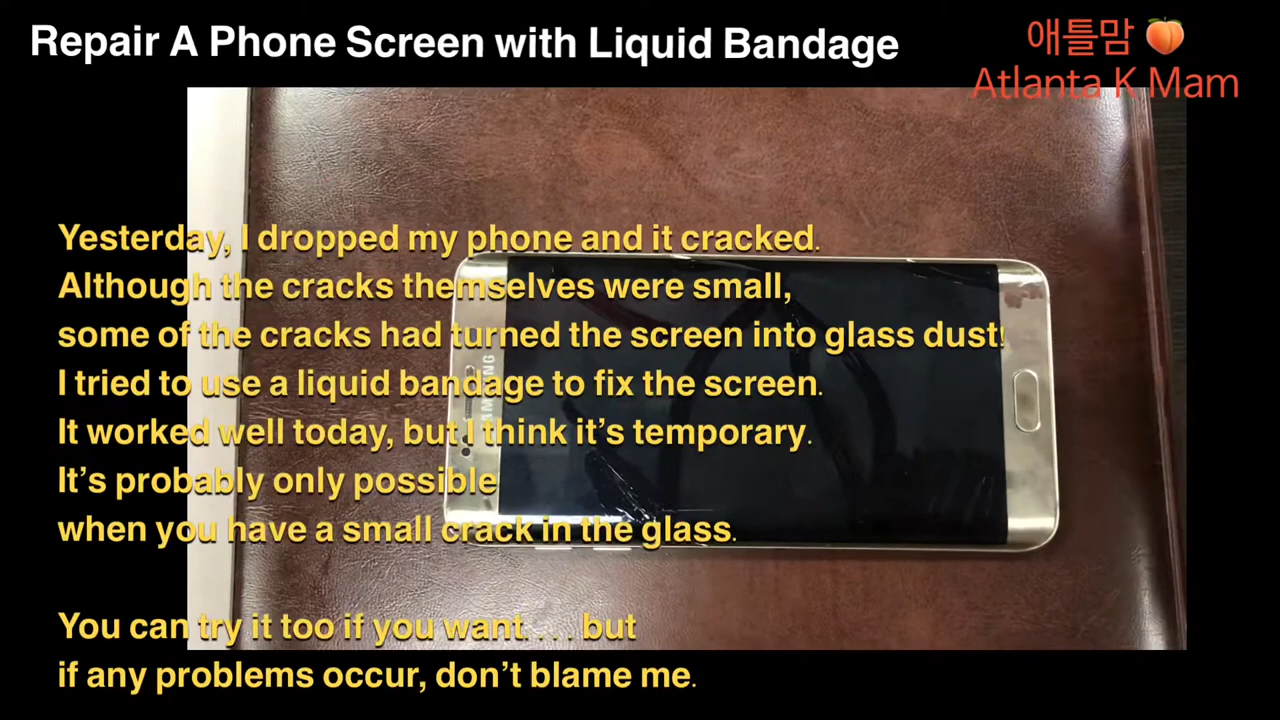 Repair A Phone Screen with Liquid Bandage
애틀맘 🍑
Atlanta K Mam
Yesterday, I dropped my phone and it cracked.
Although the cracks themselves were small,
some of the cracks had turned the screen into glass dust!
I tried to use a liquid bandage to fix the screen.
It worked well today, but I think it's temporary.
It's probably only possible
when you have a small crack in the glass.
You can try it too if you want. . . . but
if any problems occur, don't blame me.
SAMSUNG